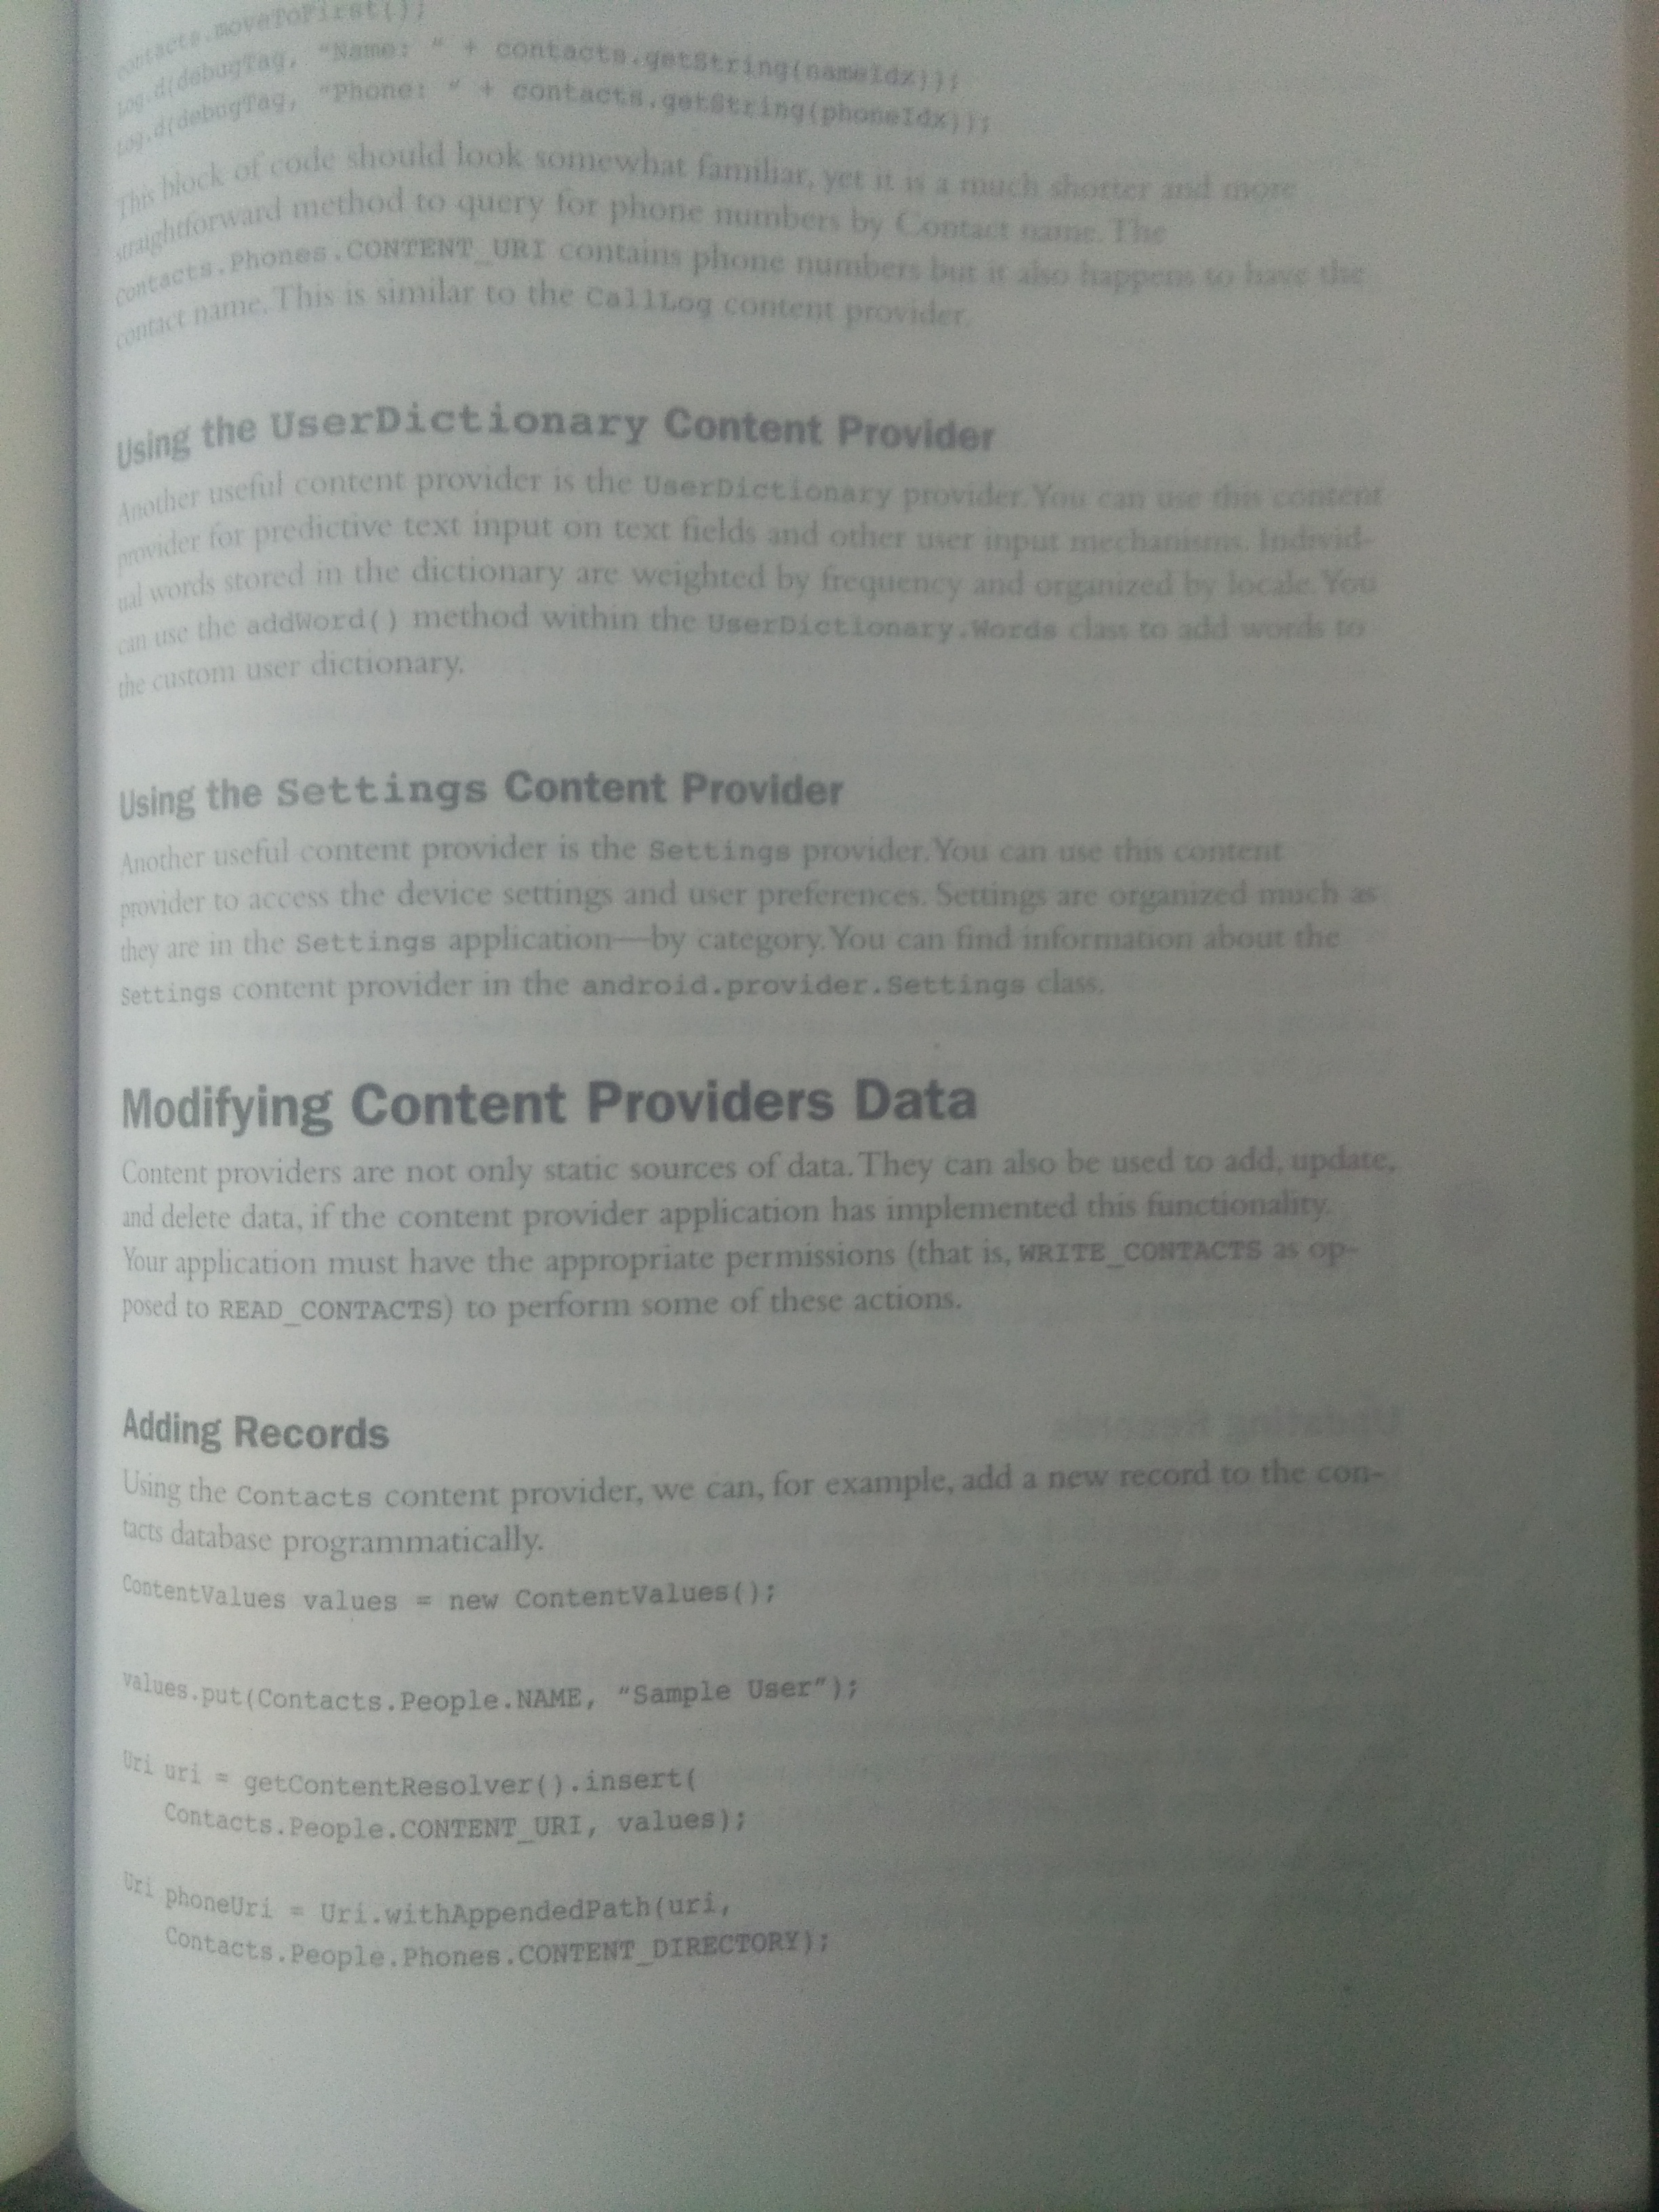 contacts.moveToFirst();
Log.d(debugTag, “Name: ” + contacts.getString(nameIdx));
Log.d(debugTag, “Phone: ” + contacts.getString(phoneIdx));
This block of code should look somewhat familiar, yet it is a much shorter and more
straightforward method to query for phone numbers by Contact name. The
Contacts.Phones.CONTENT_URI contains phone numbers but it also happens to have the
contact name. This is similar to the CallLog content provider.
Using the UserDictionary Content Provider
Another useful content provider is the UserDictionary provider. You can use this content
provider for predictive text input on text fields and other user input mechanisms. Individ-
ual words stored in the dictionary are weighted by frequency and organized by locale. You
can use the addWord() method within the UserDictionary.Words class to add words to
the custom user dictionary.
Using the Settings Content Provider
Another useful content provider is the Settings provider. You can use this content
provider to access the device settings and user preferences. Settings are organized much as
they are in the Settings application—by category. You can find information about the
Settings content provider in the android.provider.Settings class.
Modifying Content Providers Data
Content providers are not only static sources of data. They can also be used to add, update,
and delete data, if the content provider application has implemented this functionality.
Your application must have the appropriate permissions (that is, WRITE_CONTACTS as op-
posed to READ_CONTACTS) to perform some of these actions.
Adding Records
Using the Contacts content provider, we can, for example, add a new record to the con-
tacts database programmatically.
ContentValues values = new ContentValues();
values.put(Contacts.People.NAME, “Sample User”);
Uri uri = getContentResolver().insert(
Contacts.People.CONTENT_URI, values);
Uri phoneUri = Uri.withAppendedPath(uri,
Contacts.People.Phones.CONTENT_DIRECTORY);